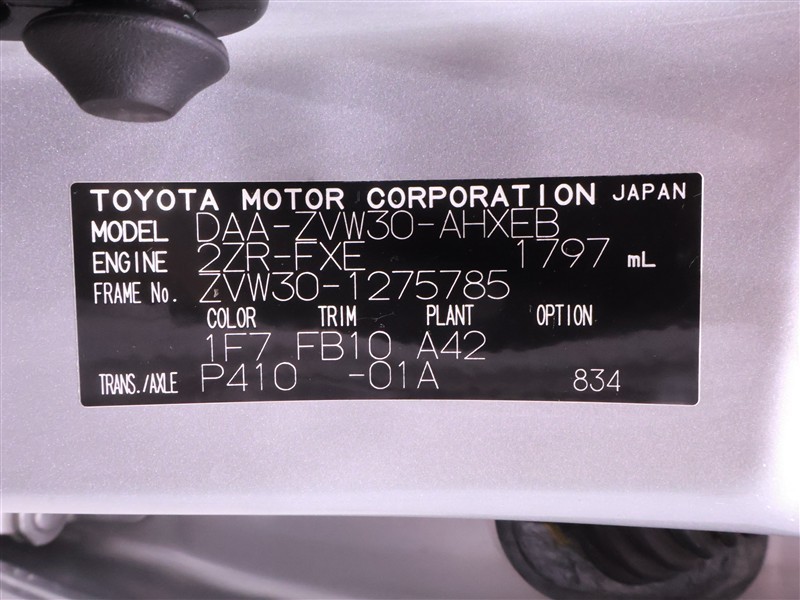 TOYOTA MOTOR CORPORATION JAPAN
MODEL DAA-ZVW30-AHXEB
ENGINE 2ZR-FXE 1797 mL
FRAME No. ZVW30-1275785
COLOR TRIM PLANT OPTION
1F7 FB10 A42
TRANS./AXLE P410 -01A 834